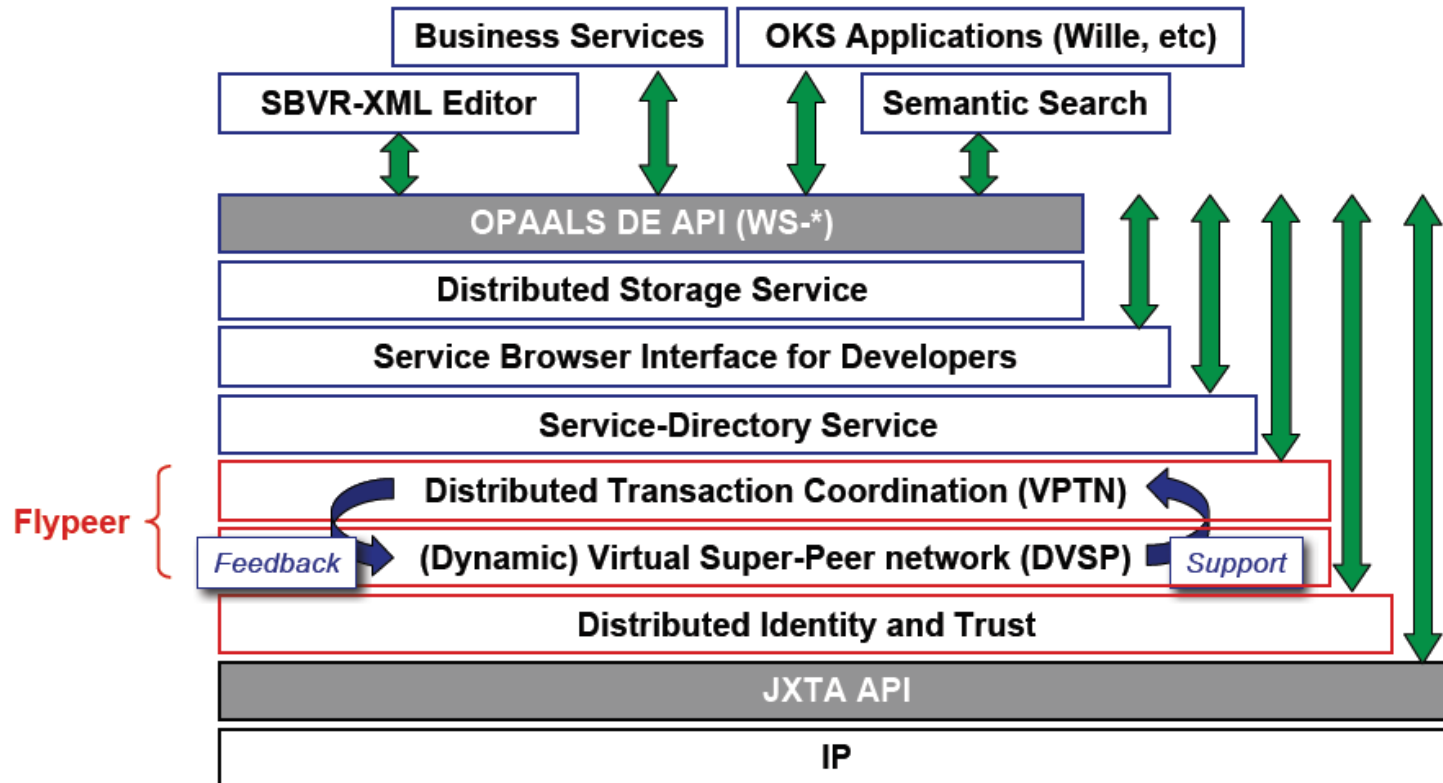 Business Services
OKS Applications (Wille, etc)
SBVR-XML Editor
Semantic Search
OPAALS DE API (WS-*)
Distributed Storage Service
Service Browser Interface for Developers
Service-Directory Service
Distributed Transaction Coordination (VPTN)
Flypeer
Feedback
(Dynamic) Virtual Super-Peer network (DVSP)
Support
Distributed Identity and Trust
JXTA API
IP